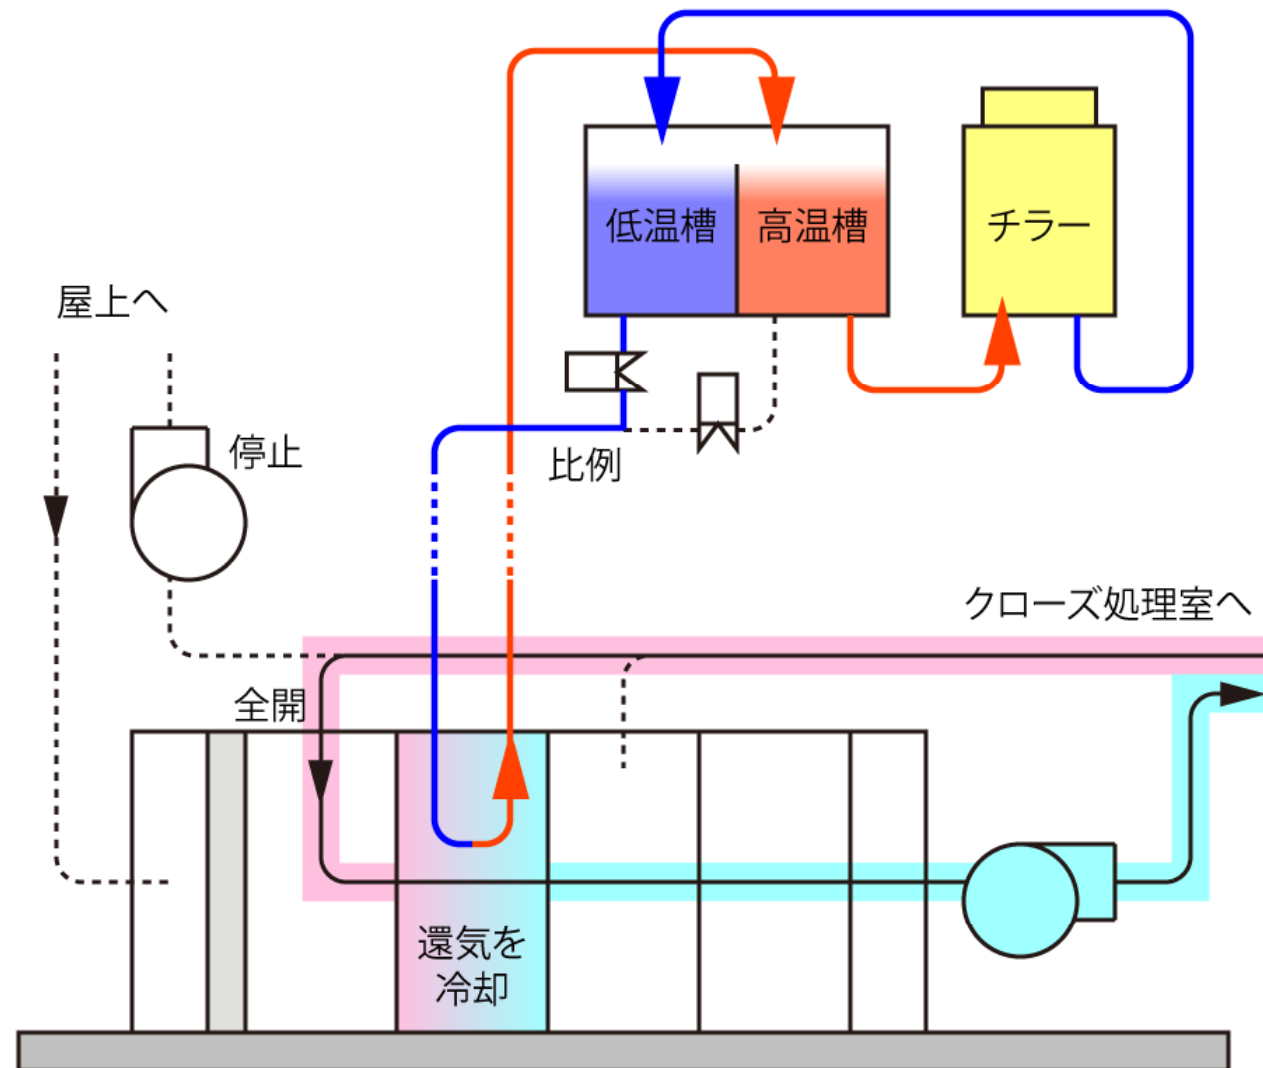 低温槽
高温槽
チラー
屋上へ
停止
比例
クローズ処理室へ
全開
還気を
冷却